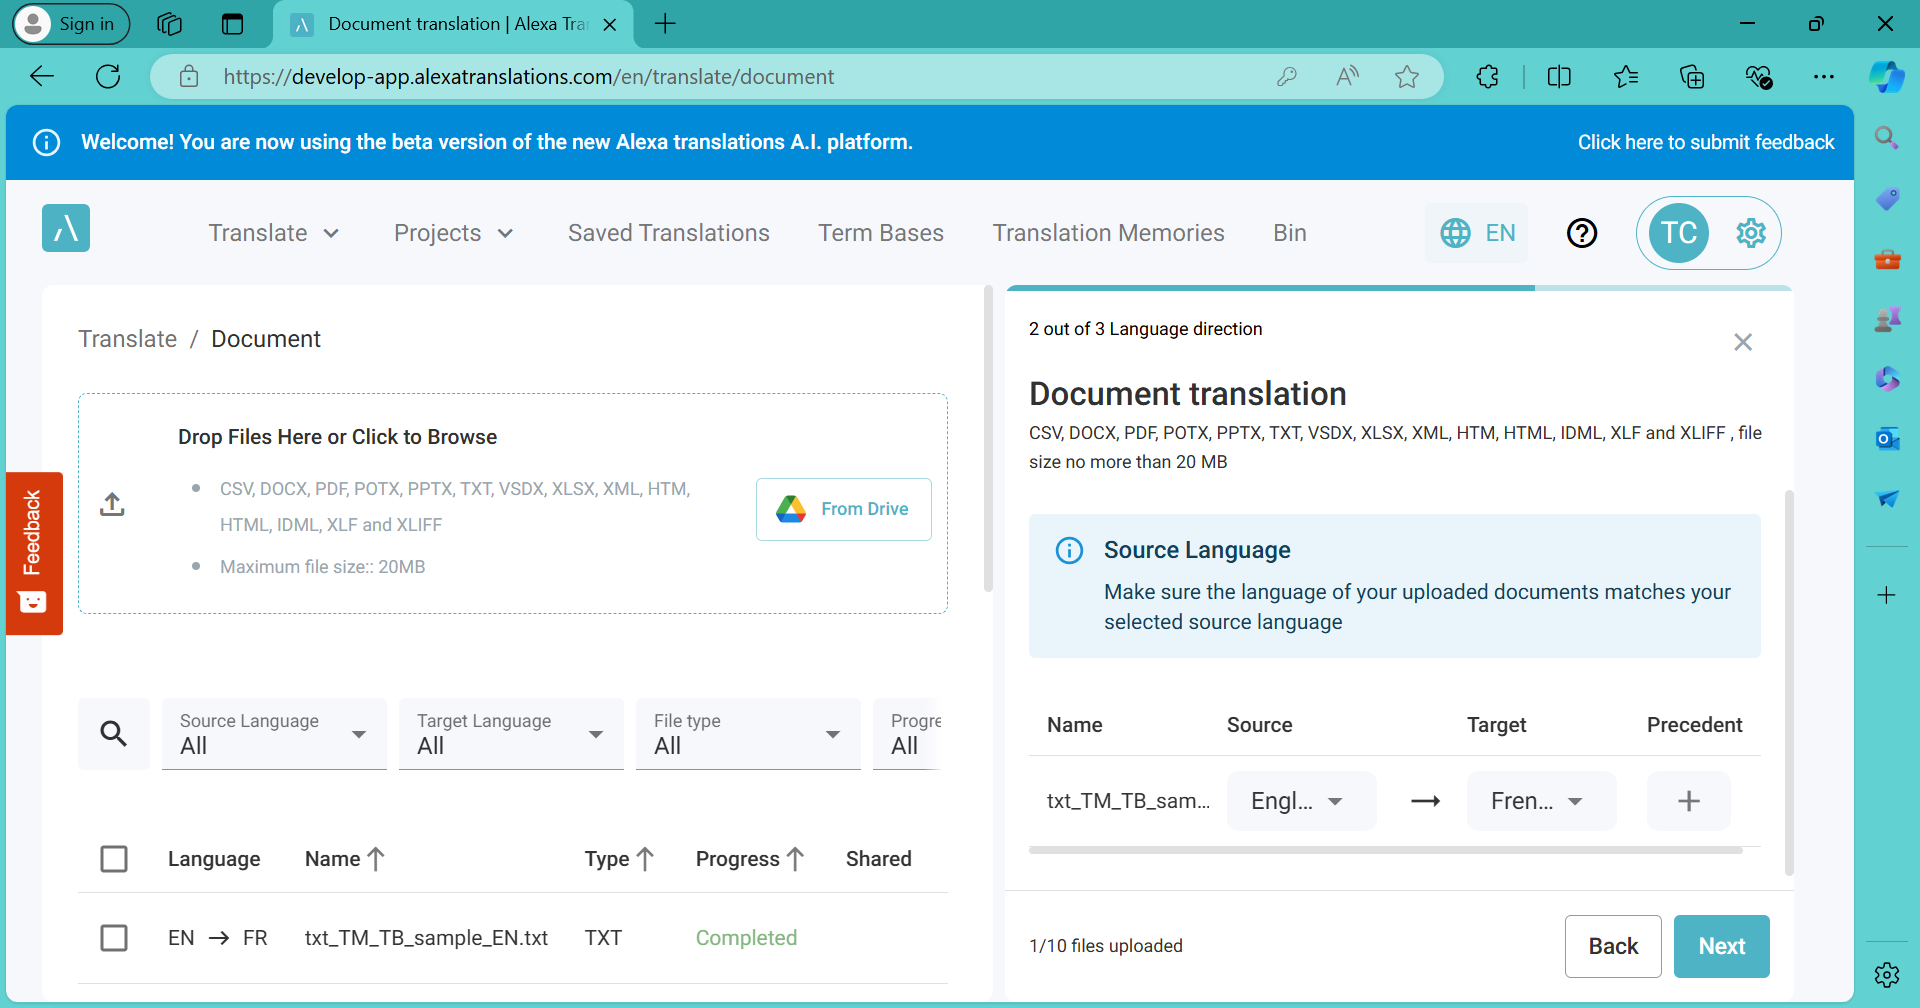 Sign in
Document translation | Alexa Tra
https://develop-app.alexatranslations.com/en/translate/document
Welcome! You are now using the beta version of the new Alexa translations A.I. platform.
Click here to submit feedback
Translate
Projects
Saved Translations
Term Bases
Translation Memories
Bin
EN
TC
Translate / Document
Drop Files Here or Click to Browse
CSV, DOCX, PDF, POTX, PPTX, TXT, VSDX, XLSX, XML, HTM,
HTML, IDML, XLF and XLIFF
Maximum file size:: 20MB
From Drive
Feedback
Source Language
All
Target Language
All
File type
All
Progre
All
Language Name Type Progress Shared
EN → FR txt_TM_TB_sample_EN.txt TXT Completed
2 out of 3 Language direction
Document translation
CSV, DOCX, PDF, POTX, PPTX, TXT, VSDX, XLSX, XML, HTM, HTML, IDML, XLF and XLIFF , file
size no more than 20 MB
Source Language
Make sure the language of your uploaded documents matches your
selected source language
Name Source Target Precedent
txt_TM_TB_sam... Engl... → Fren... +
1/10 files uploaded
Back
Next